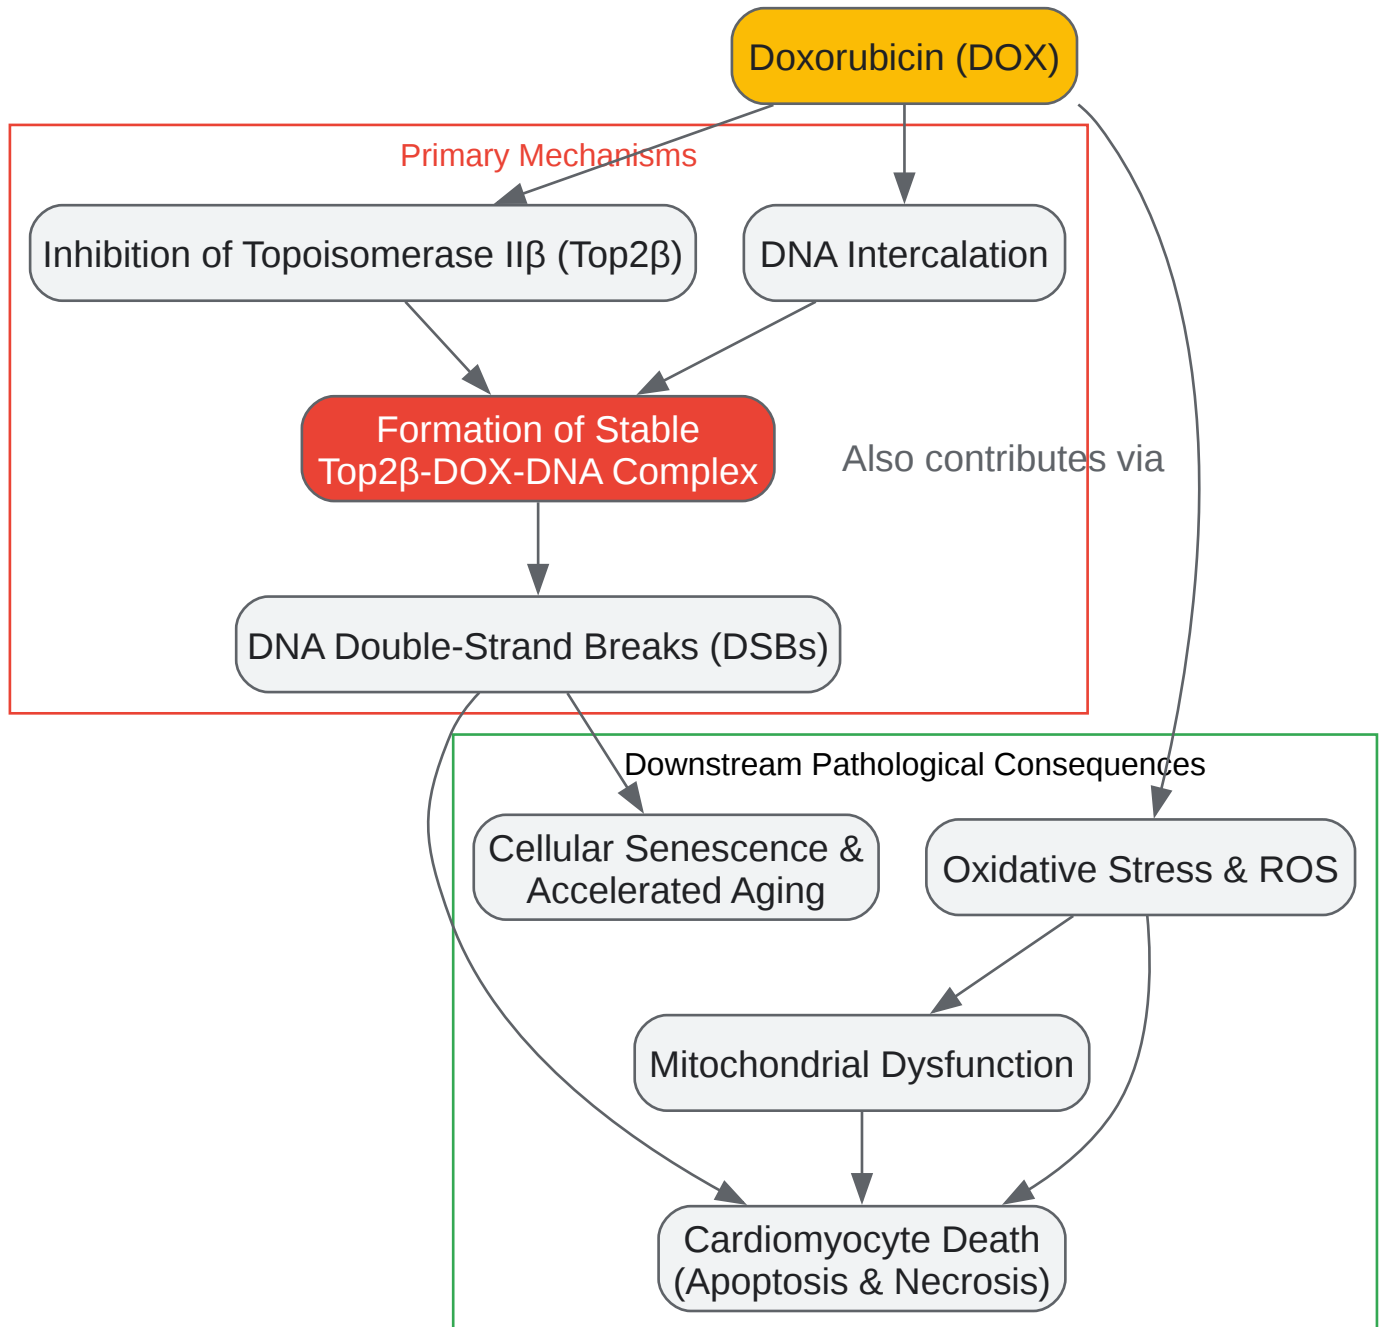 Doxorubicin (DOX)
Primary Mechanisms
Inhibition of Topoisomerase IIβ (Top2β)
DNA Intercalation
Formation of Stable
Top2β-DOX-DNA Complex
Also contributes via
DNA Double-Strand Breaks (DSBs)
Downstream Pathological Consequences
Cellular Senescence &
Accelerated Aging
Oxidative Stress & ROS
Mitochondrial Dysfunction
Cardiomyocyte Death
(Apoptosis & Necrosis)